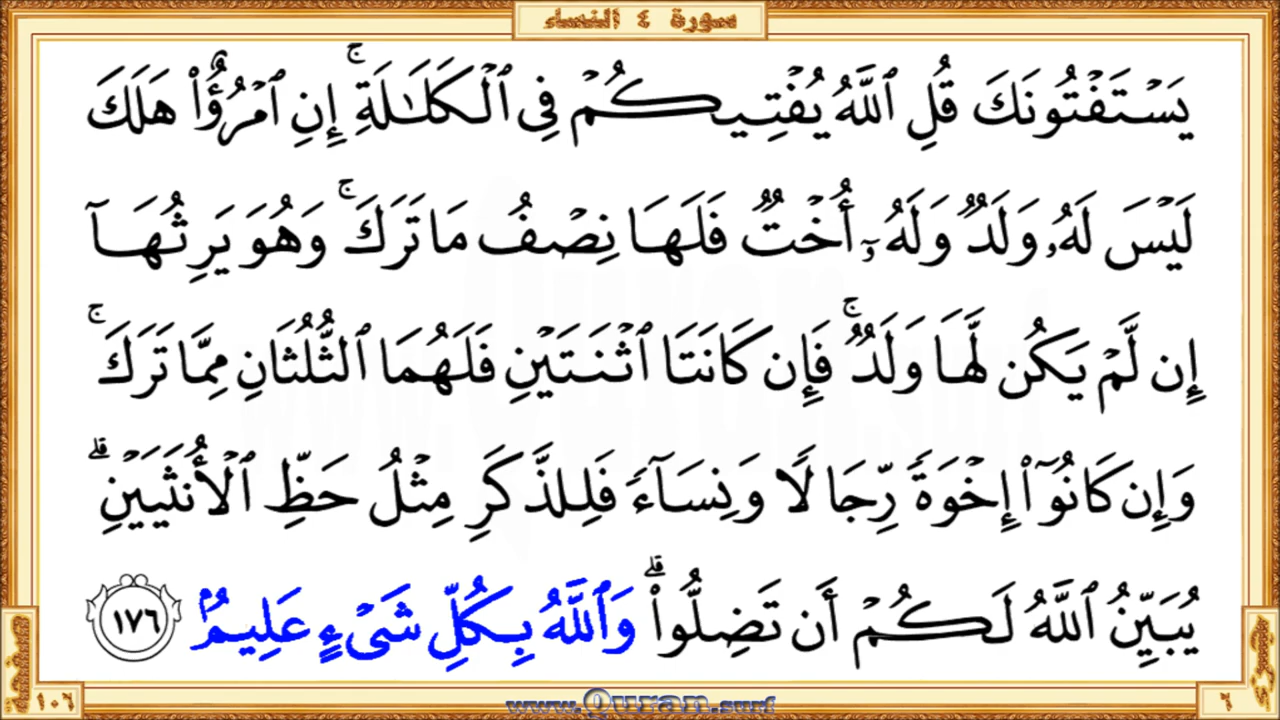 سورة ٤ النساء
يَسۡتَفۡتُونَكَ قُلِ ٱللَّهُ يُفۡتِيكُمۡ فِي ٱلۡكَلَٰلَةِۚ إِنِ ٱمۡرُؤٌاْ هَلَكَ
لَيۡسَ لَهُۥ وَلَدٞ وَلَهُۥٓ أُخۡتٞ فَلَهَا نِصۡفُ مَا تَرَكَۚ وَهُوَ يَرِثُهَآ
إِن لَّمۡ يَكُن لَّهَا وَلَدٞۚ فَإِن كَانَتَا ٱثۡنَتَيۡنِ فَلَهُمَا ٱلثُّلُثَانِ مِمَّا تَرَكَۚ
وَإِن كَانُوٓاْ إِخۡوَةٗ رِّجَالٗا وَنِسَآءٗ فَلِلذَّكَرِ مِثۡلُ حَظِّ ٱلۡأُنثَيَيۡنِۗ
يُبَيِّنُ ٱللَّهُ لَكُمۡ أَن تَضِلُّواْۗ وَٱللَّهُ بِكُلِّ شَيۡءٍ عَلِيمُۢ ١٧٦
الصفحة ١٠٦
www.Quran.surf
٦